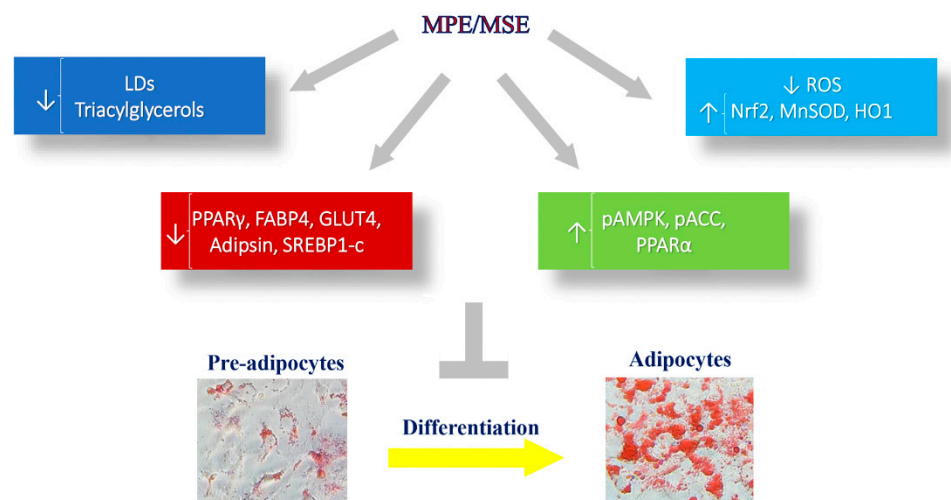 MPE/MSE
↓ LDs
Triacylglycerols
↓ ROS
↑ Nrf2, MnSOD, HO1
↓ PPARγ, FABP4, GLUT4,
Adipsin, SREBP1-c
↑ pAMPK, pACC,
PPARα
Pre-adipocytes
Adipocytes
Differentiation